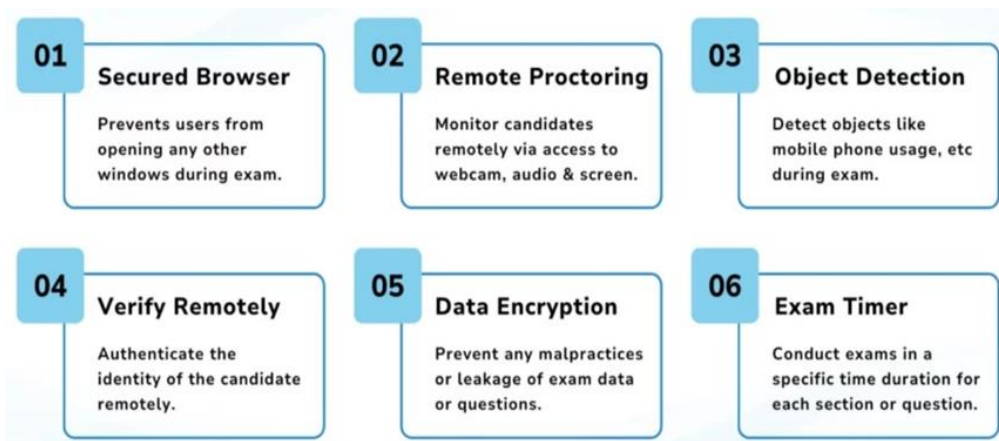 01
Secured Browser
Prevents users from
opening any other
windows during exam.
02
Remote Proctoring
Monitor candidates
remotely via access to
webcam, audio & screen.
03
Object Detection
Detect objects like
mobile phone usage, etc
during exam.
04
Verify Remotely
Authenticate the
identity of the candidate
remotely.
05
Data Encryption
Prevent any malpractices
or leakage of exam data
or questions.
06
Exam Timer
Conduct exams in a
specific time duration for
each section or question.